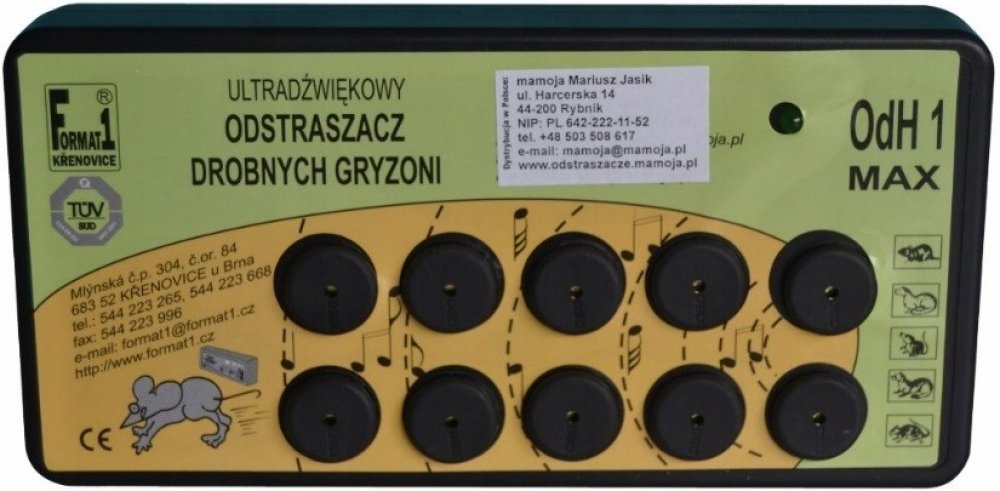 FORMAT1 ®
KŘENOVICE
TÜV
SÜD
ULTRADŹWIĘKOWY
ODSTRASZACZ
DROBNYCH GRYZONI
Dystrybucja w Polsce:
mamoja Mariusz Jasik
ul. Harcerska 14
44-200 Rybnik
NIP: PL 642-222-11-52
tel. +48 503 508 617
e-mail: mamoja@mamoja.pl
www.odstraszacze.mamoja.pl
oja.pl
OdH 1
MAX
Mlýnská č.p. 304, č.or. 84
683 52 KŘENOVICE u Brna
tel.: 544 223 265, 544 223 668
fax: 544 223 996
e-mail: format1@format1.cz
http://www.format1.cz
CE